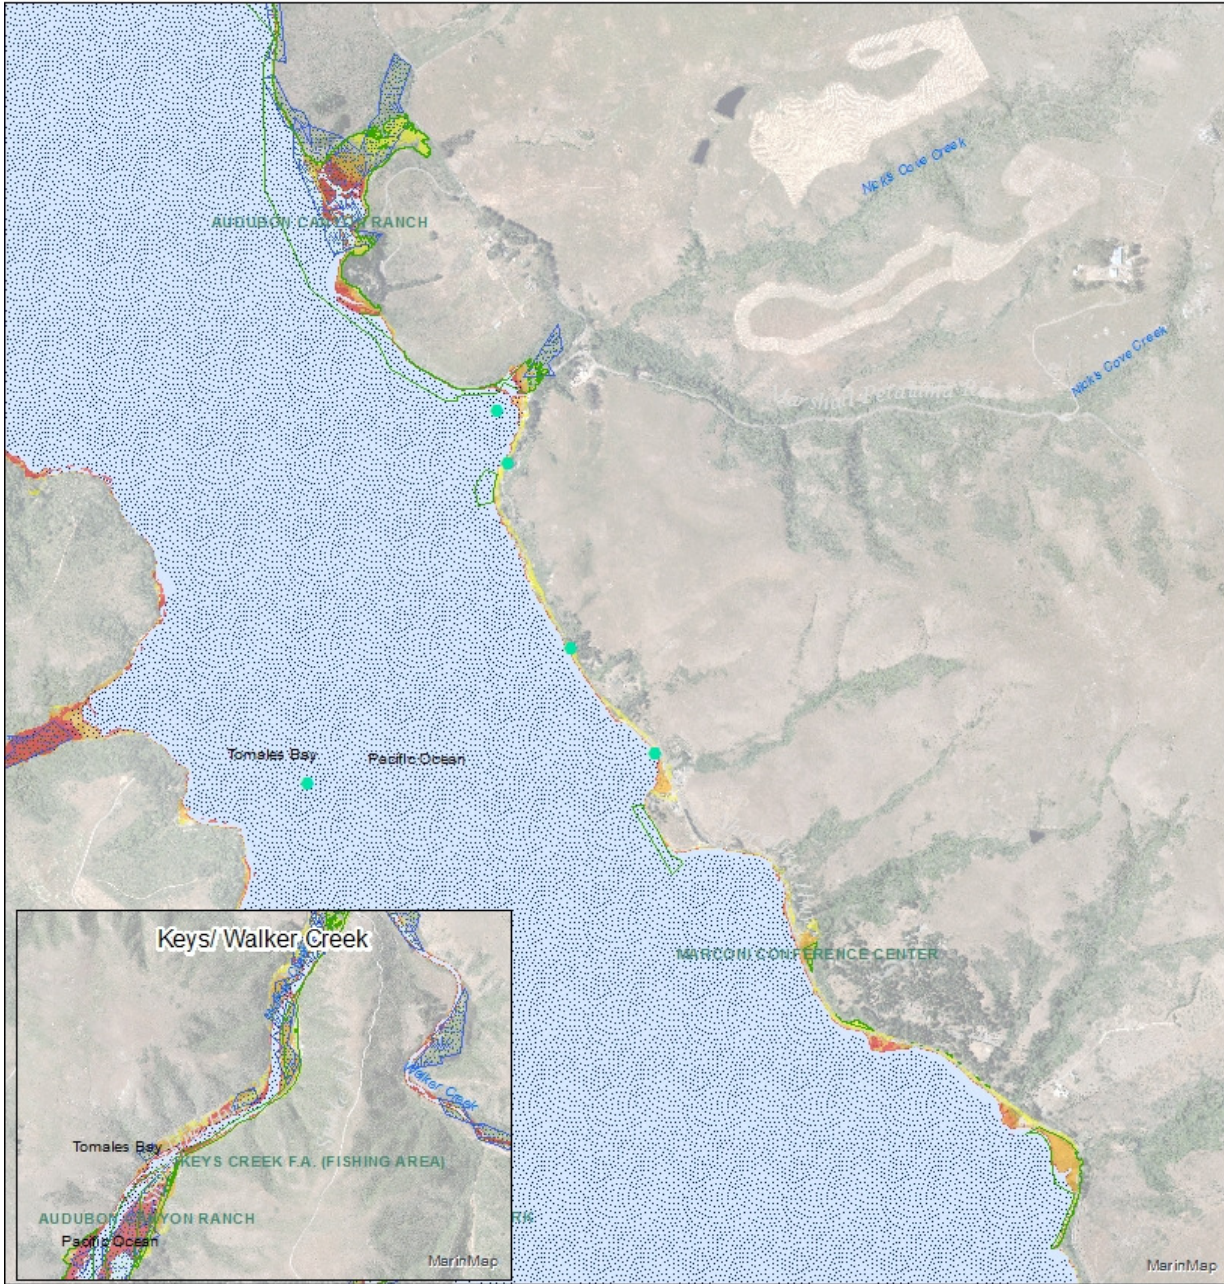 Nick's Cove Creek
AUDUBON CANYON RANCH
Nick's Cove Creek
Marshall-Petaluma
Tomales Bay
Pacific Ocean
MARCONI CONFERENCE CENTER
Keys/ Walker Creek
Walker Creek
Tomales Bay
KEYS CREEK F.A. (FISHING AREA)
AUDUBON CANYON RANCH
Pacific Ocean
MarinMap
MarinMap